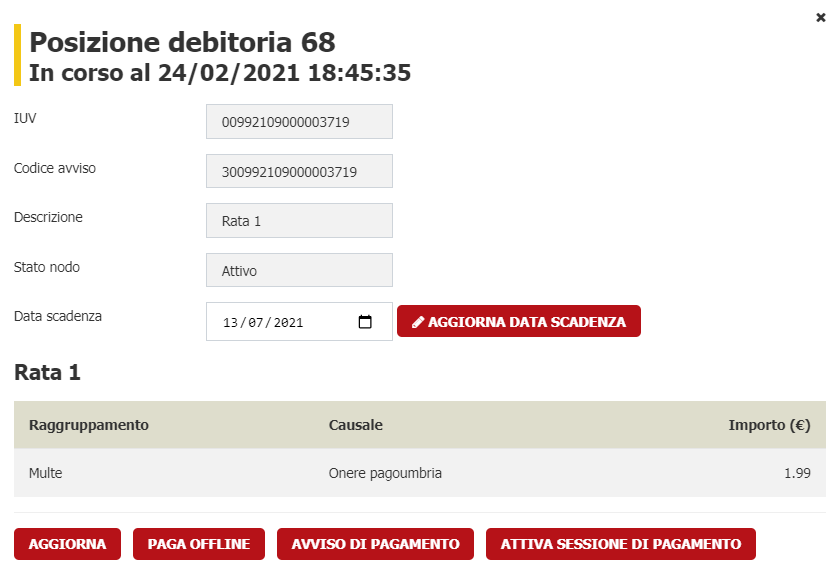 Posizione debitoria 68
In corso al 24/02/2021 18:45:35
IUV 00992109000003719
Codice avviso 300992109000003719
Descrizione Rata 1
Stato nodo Attivo
Data scadenza 13/07/2021 AGGIORNA DATA SCADENZA
Rata 1
Raggruppamento Causale Importo (€)
Multe Onere pagoumbria 1.99
AGGIORNA PAGA OFFLINE AVVISO DI PAGAMENTO ATTIVA SESSIONE DI PAGAMENTO